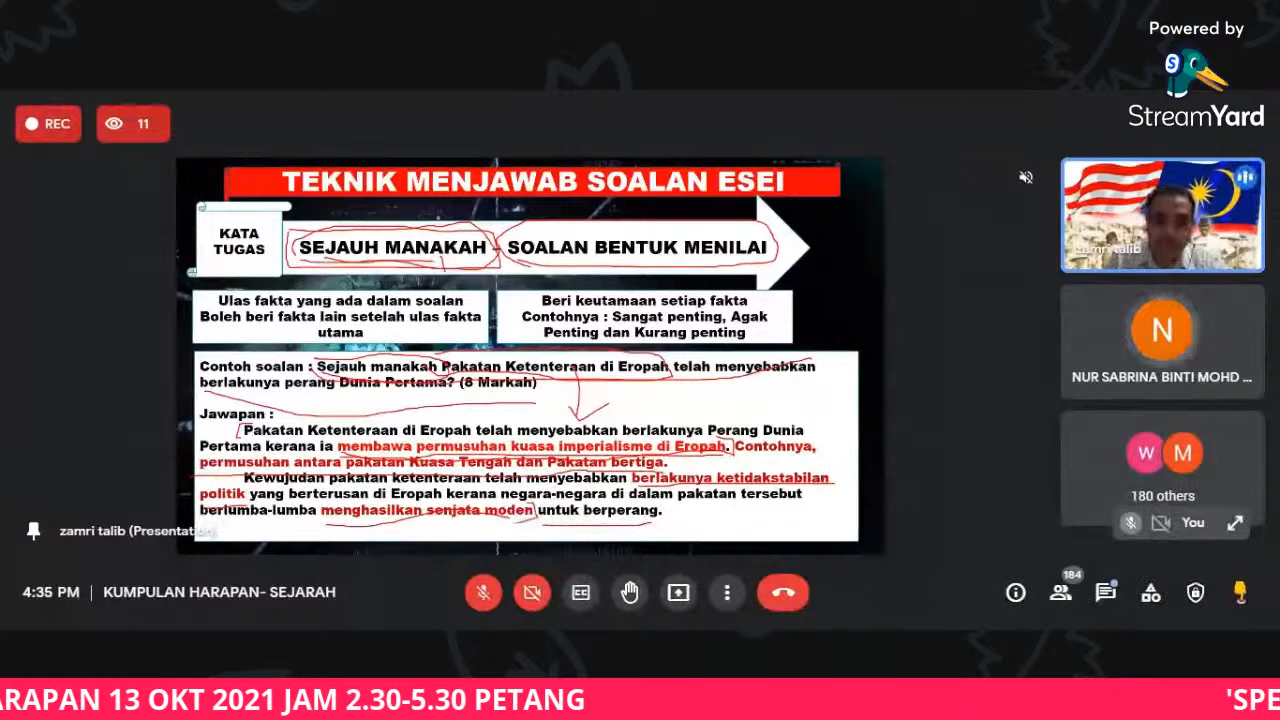 Powered by
StreamYard
REC
11
TEKNIK MENJAWAB SOALAN ESEI
KATA
TUGAS
SEJAUH MANAKAH – SOALAN BENTUK MENILAI
Ulas fakta yang ada dalam soalan
Boleh beri fakta lain setelah ulas fakta
utama
Beri keutamaan setiap fakta
Contohnya : Sangat penting, Agak
Penting dan Kurang penting
Contoh soalan : Sejauh manakah Pakatan Ketenteraan di Eropah telah menyebabkan
berlakunya perang Dunia Pertama? (8 Markah)
Jawapan :
Pakatan Ketenteraan di Eropah telah menyebabkan berlakunya Perang Dunia
Pertama kerana ia membawa permusuhan kuasa imperialisme di Eropah. Contohnya,
permusuhan antara pakatan Kuasa Tengah dan Pakatan bertiga.
Kewujudan pakatan ketenteraan telah menyebabkan berlakunya ketidakstabilan
politik yang berterusan di Eropah kerana negara-negara di dalam pakatan tersebut
berlumba-lumba menghasilkan senjata moden untuk berperang.
zamri talib
N
NUR SABRINA BINTI MOHD ...
W M
180 others
You
zamri talib (Presentation)
4:35 PM | KUMPULAN HARAPAN- SEJARAH
184
ARAPAN 13 OKT 2021 JAM 2.30-5.30 PETANG
'SPE